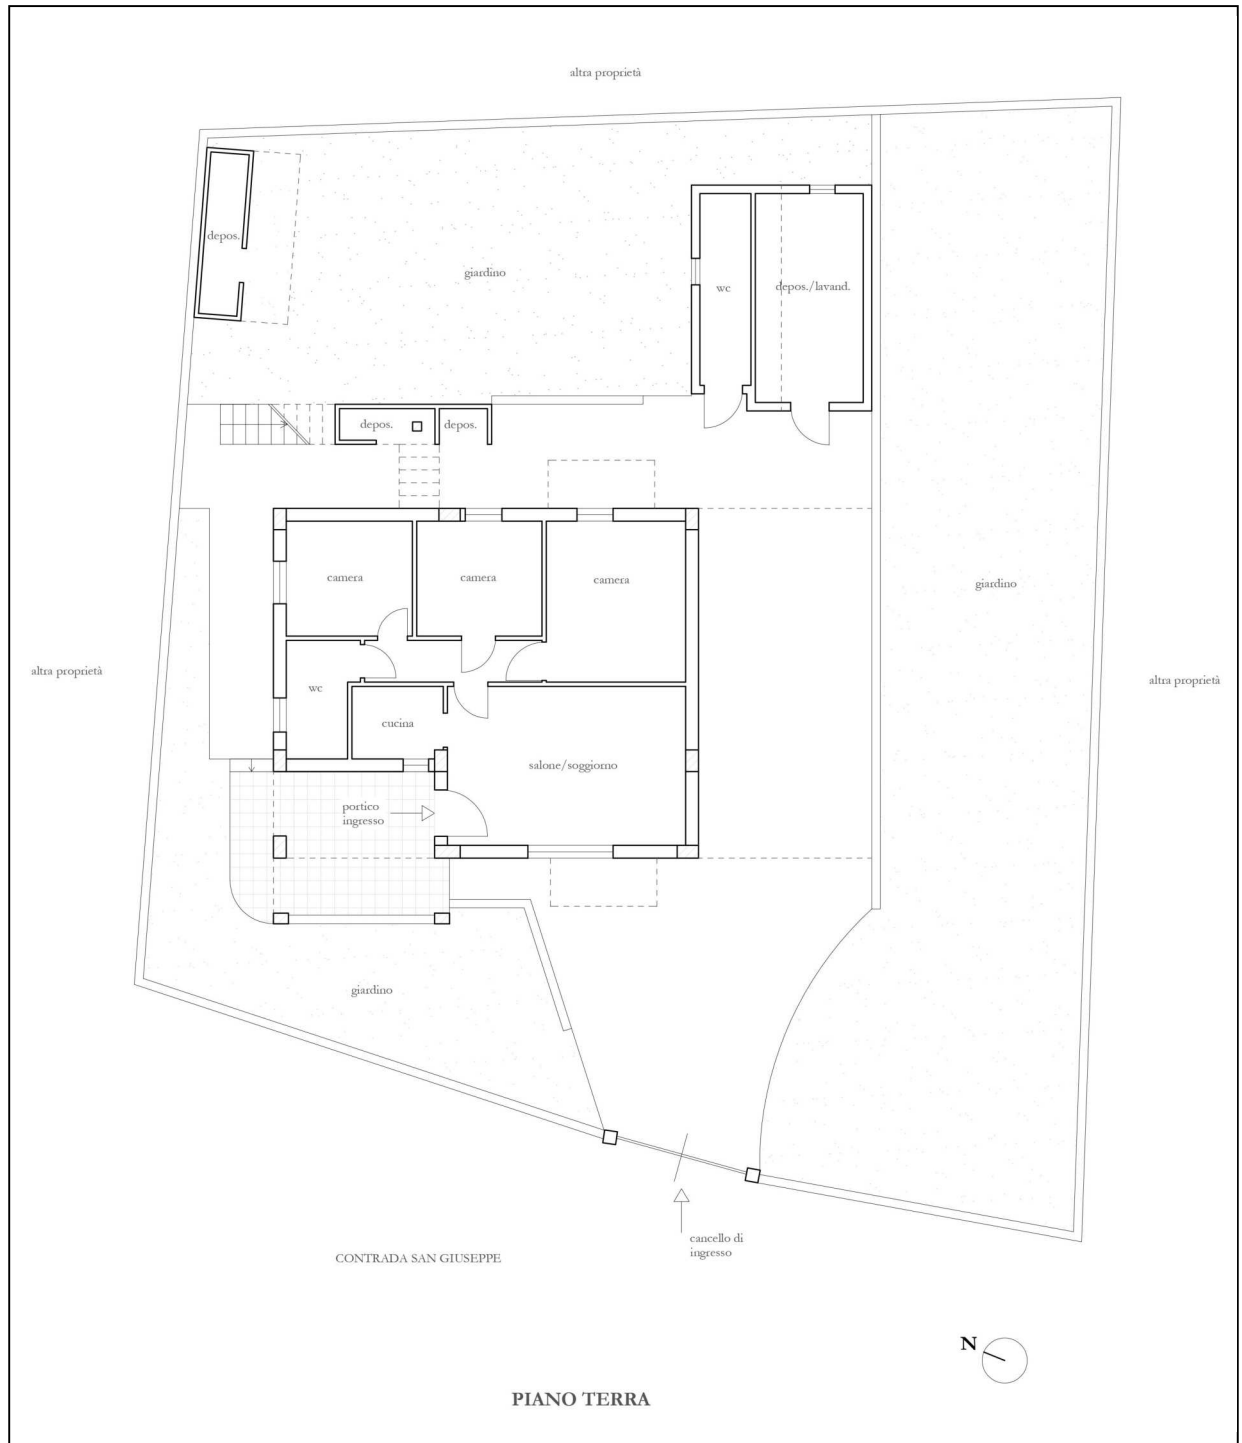 altra proprietà
depos.
giardino
wc
depos./lavand.
depos.
depos.
camera
camera
camera
giardino
altra proprietà
wc
altra proprietà
cucina
salone/soggiorno
portico
ingresso
giardino
cancello di
ingresso
CONTRADA SAN GIUSEPPE
N
PIANO TERRA